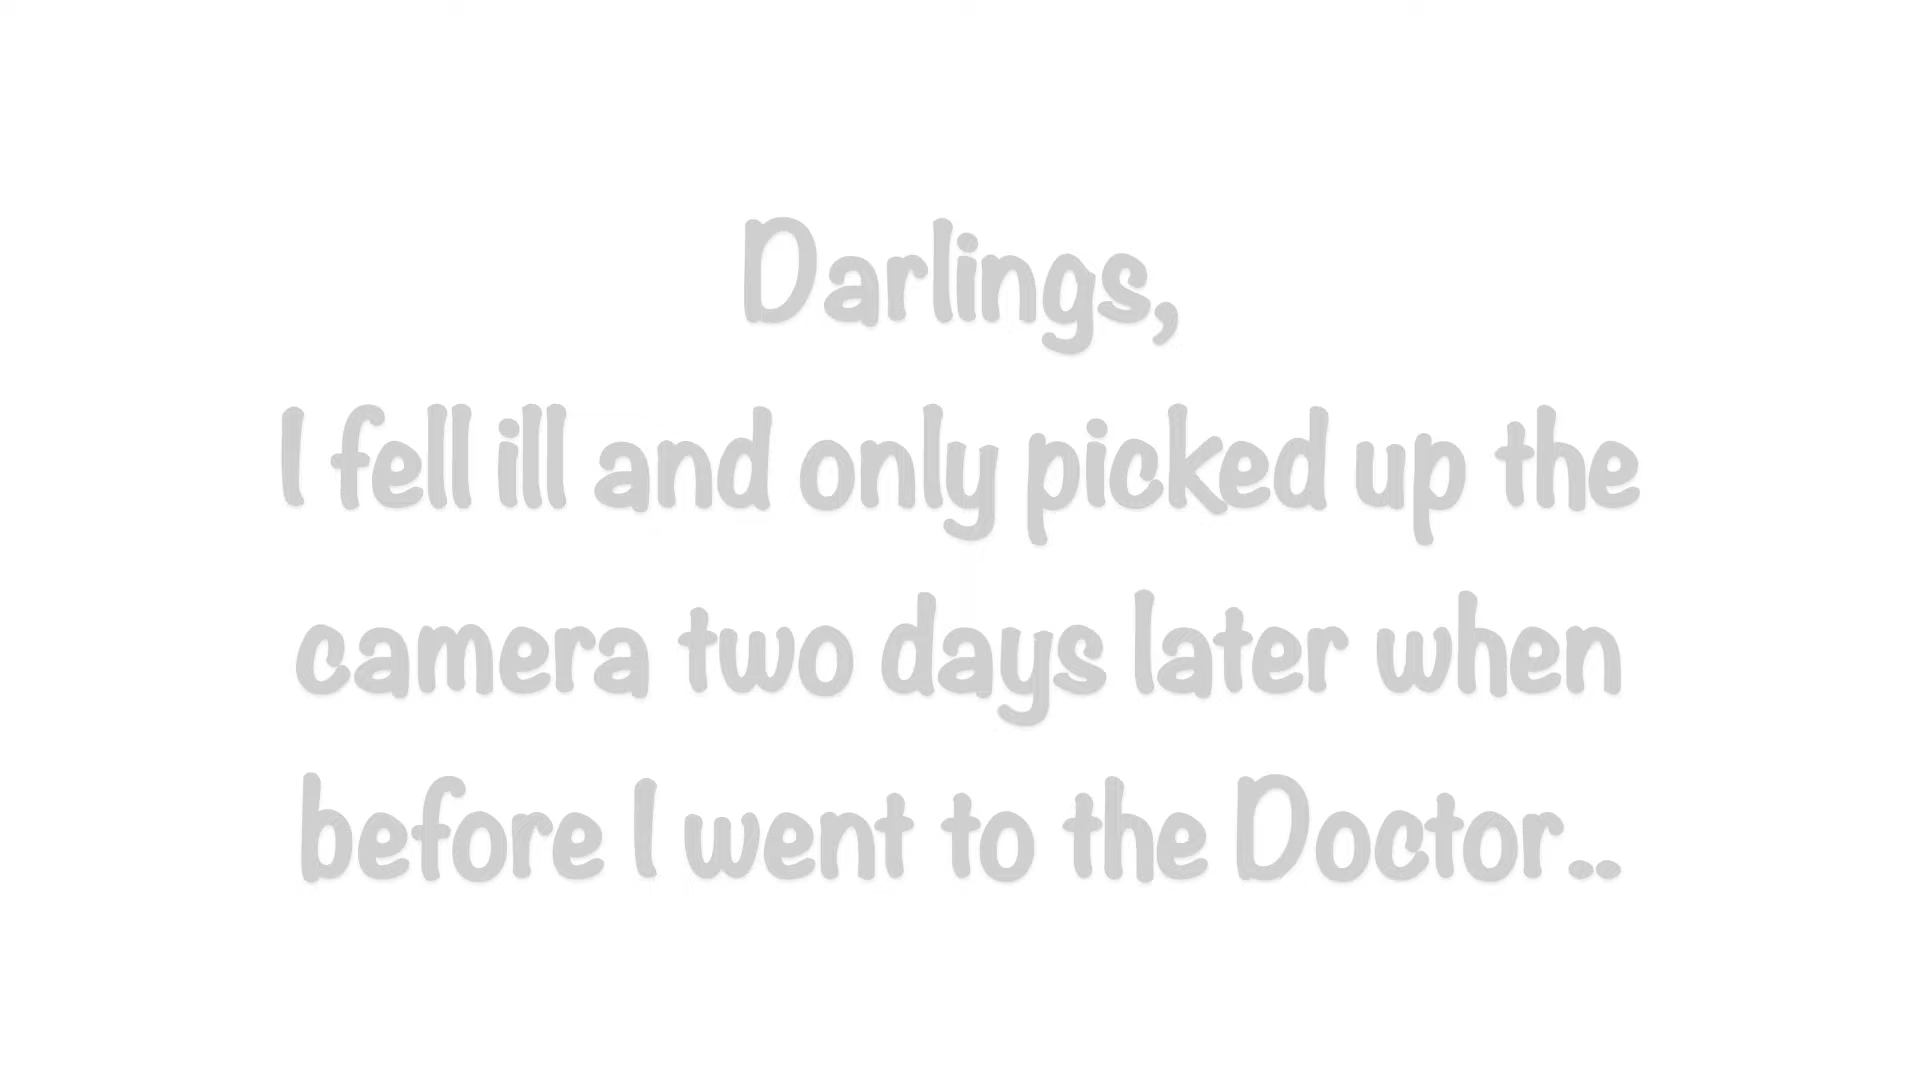 Darlings,
I fell ill and only picked up the
camera two days later when
before I went to the Doctor..